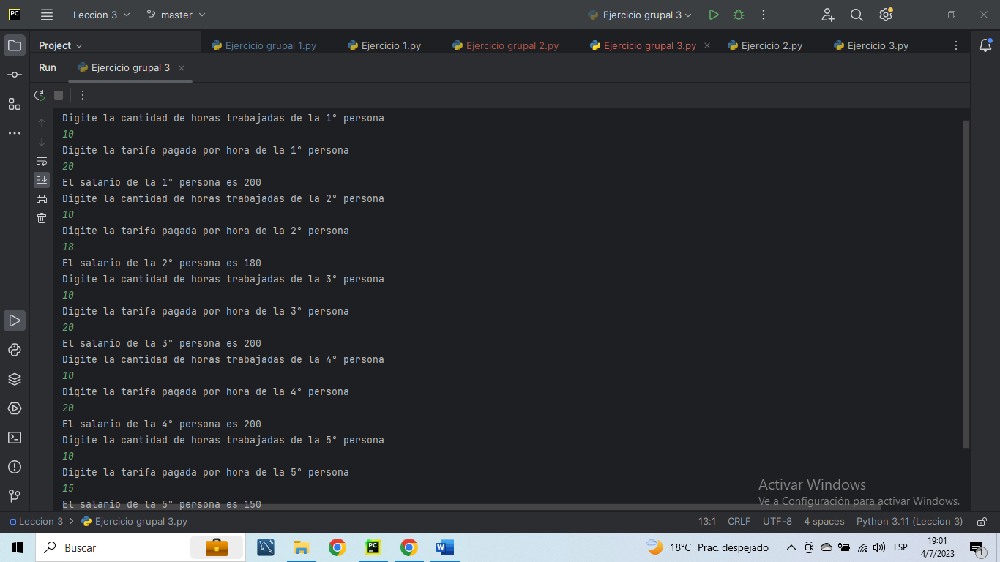 PC Leccion 3 master Ejercicio grupal 3
Project Ejercicio grupal 1.py Ejercicio 1.py Ejercicio grupal 2.py Ejercicio grupal 3.py Ejercicio 2.py Ejercicio 3.py
Run Ejercicio grupal 3
Digite la cantidad de horas trabajadas de la 1° persona
10
Digite la tarifa pagada por hora de la 1° persona
20
El salario de la 1° persona es 200
Digite la cantidad de horas trabajadas de la 2° persona
10
Digite la tarifa pagada por hora de la 2° persona
18
El salario de la 2° persona es 180
Digite la cantidad de horas trabajadas de la 3° persona
10
Digite la tarifa pagada por hora de la 3° persona
20
El salario de la 3° persona es 200
Digite la cantidad de horas trabajadas de la 4° persona
10
Digite la tarifa pagada por hora de la 4° persona
20
El salario de la 4° persona es 200
Digite la cantidad de horas trabajadas de la 5° persona
10
Digite la tarifa pagada por hora de la 5° persona
15
El salario de la 5° persona es 150
Activar Windows
Ve a Configuración para activar Windows.
Leccion 3 Ejercicio grupal 3.py 13:1 CRLF UTF-8 4 spaces Python 3.11 (Leccion 3)
Buscar PC W 18°C Prac. despejado ESP 19:01
4/7/2023 1